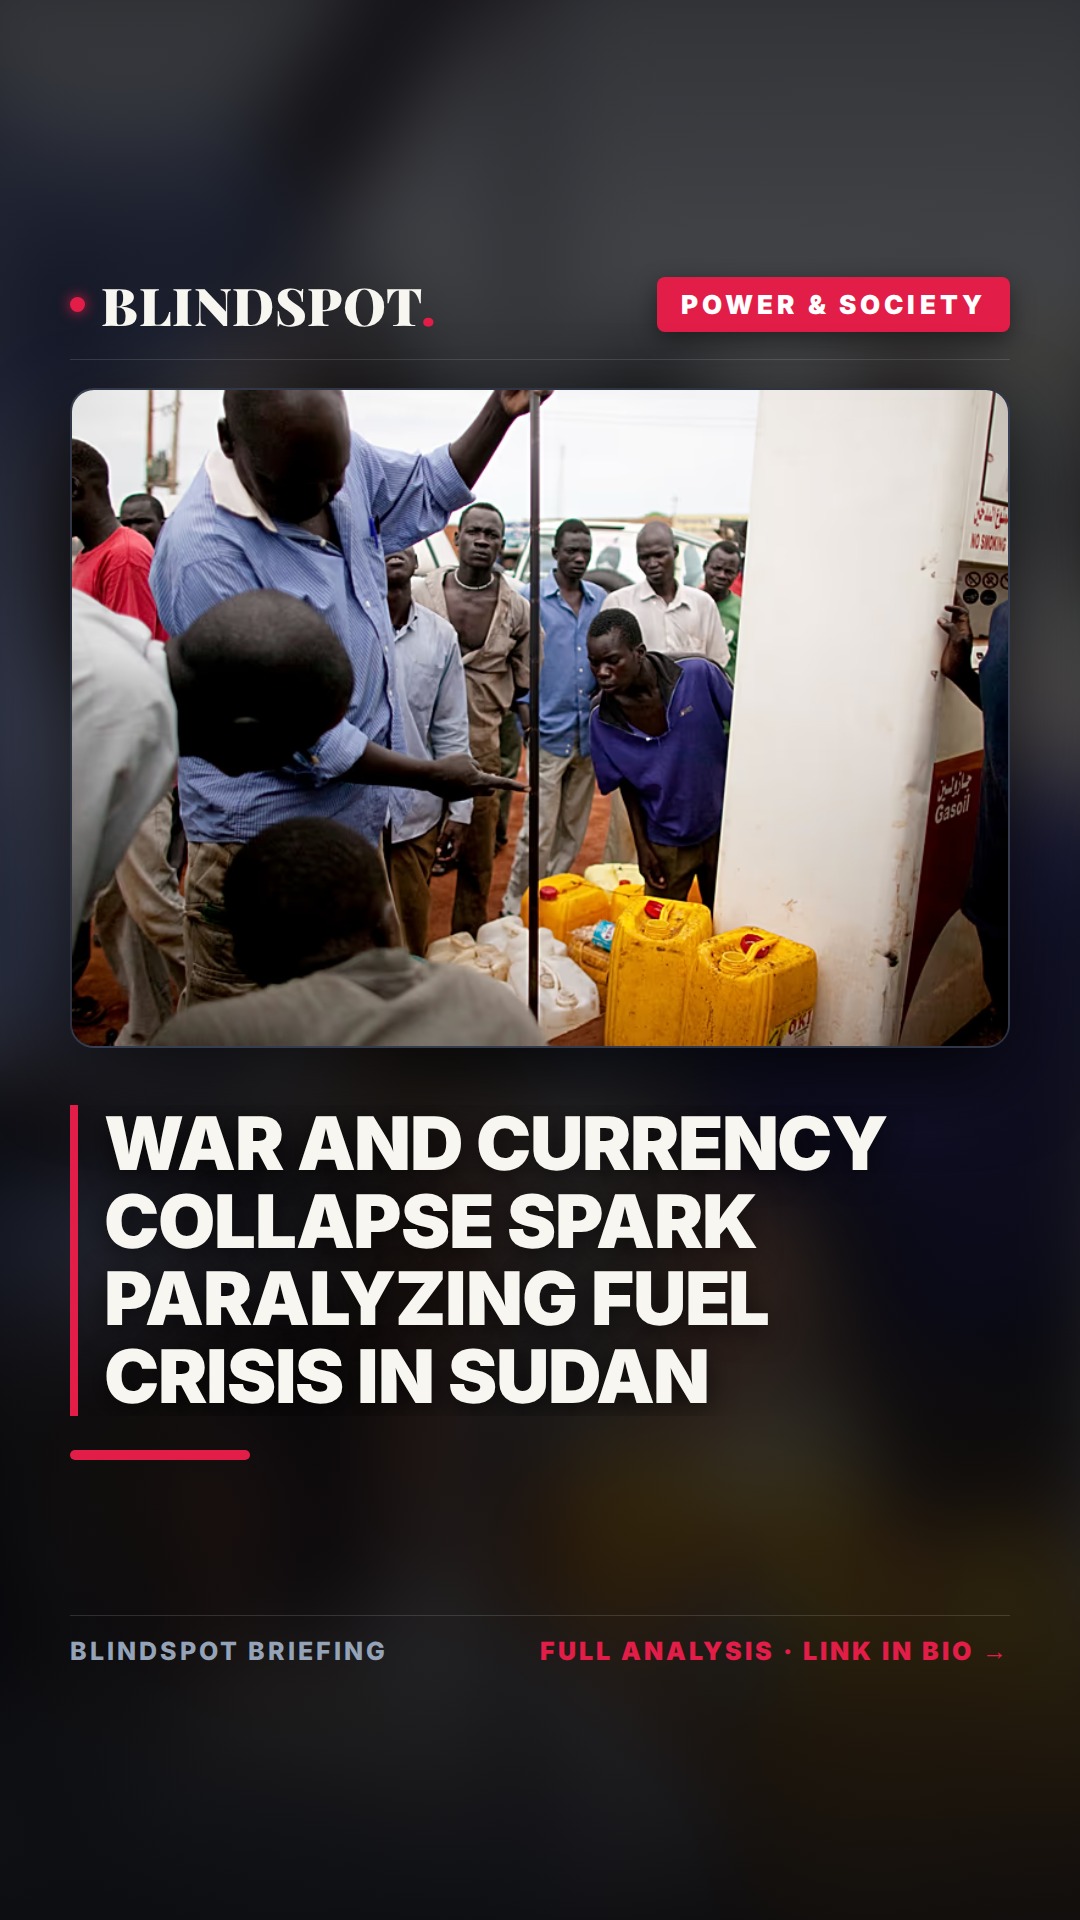 BLINDSPOT.
POWER & SOCIETY
NO SMOKING
جازولين
Gasoil
WAR AND CURRENCY
COLLAPSE SPARK
PARALYZING FUEL
CRISIS IN SUDAN
BLINDSPOT BRIEFING
FULL ANALYSIS · LINK IN BIO →